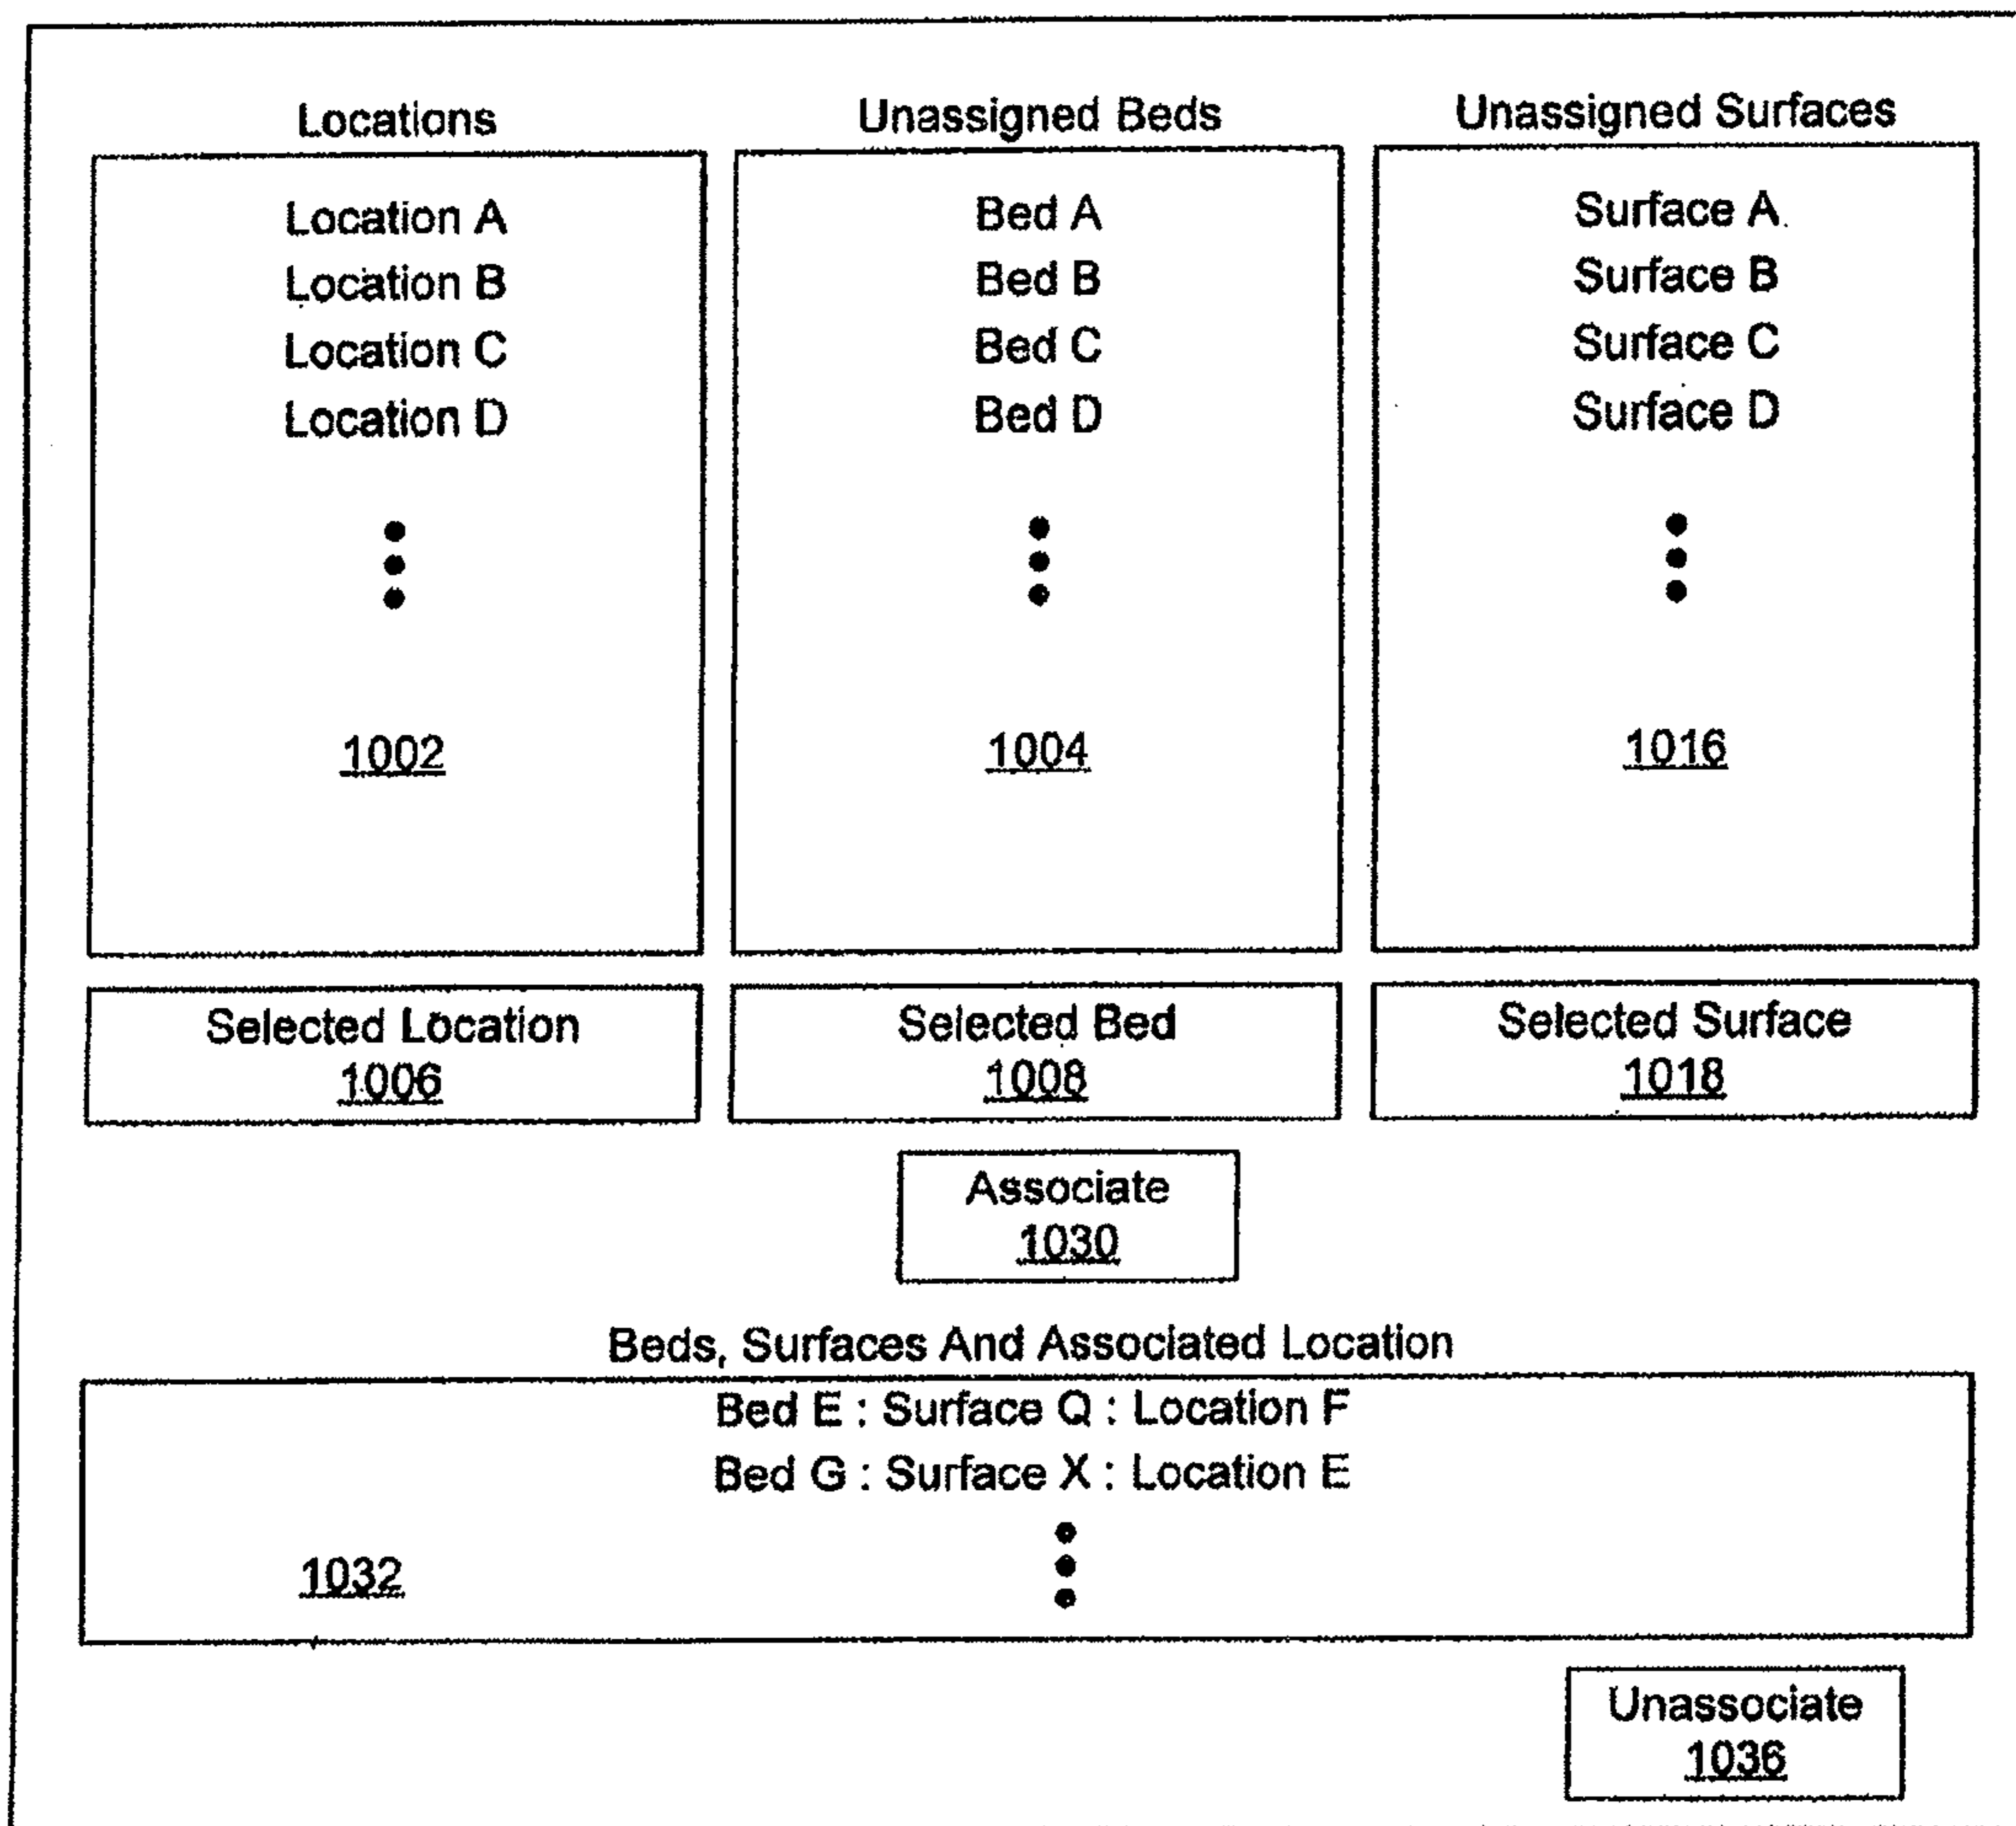 Locations
Location A
Location B
Location C
Location D
1002
Unassigned Beds
Bed A
Bed B
Bed C
Bed D
1004
Unassigned Surfaces
Surface A
Surface B
Surface C
Surface D
1016
Selected Location
1006
Selected Bed
1008
Selected Surface
1018
Associate
1030
Beds, Surfaces And Associated Location
Bed E : Surface Q : Location F
Bed G : Surface X : Location E
1032
Unassociate
1036